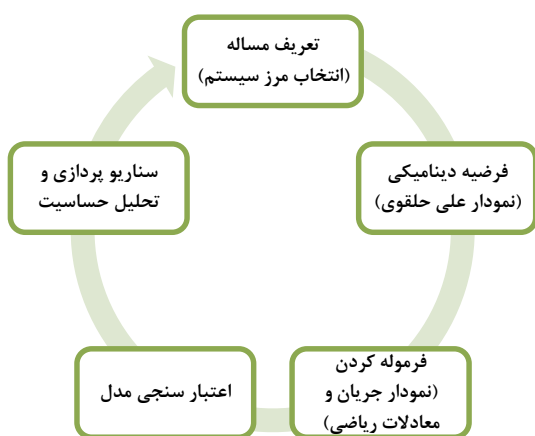 تعریف مساله
(انتخاب مرز سیستم)
فرضیه دینامیکی
(نمودار علی حلقوی)
فرموله کردن
(نمودار جریان و
معادلات ریاضی)
اعتبار سنجی مدل
سناریو پردازی و
تحلیل حساسیت